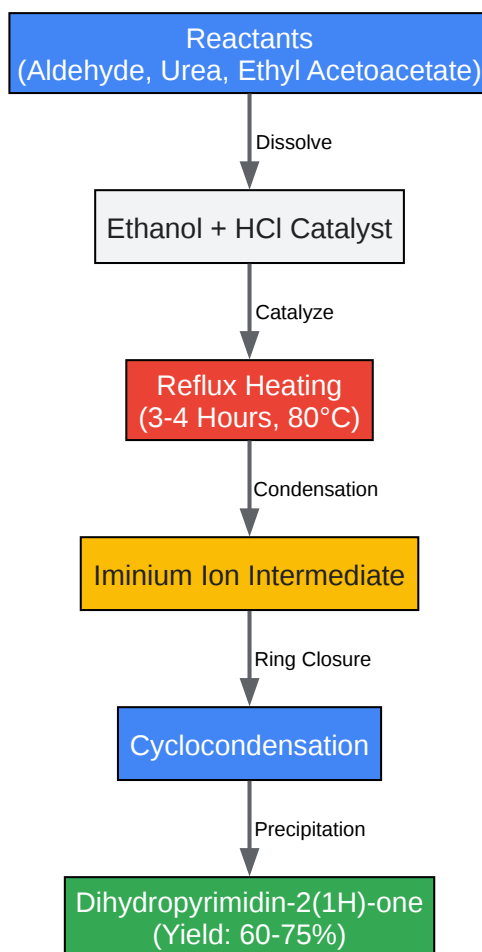 Reactants
(Aldehyde, Urea, Ethyl Acetoacetate)
Dissolve
Ethanol + HCl Catalyst
Catalyze
Reflux Heating
(3-4 Hours, 80°C)
Condensation
Iminium Ion Intermediate
Ring Closure
Cyclocondensation
Precipitation
Dihydropyrimidin-2(1H)-one
(Yield: 60-75%)